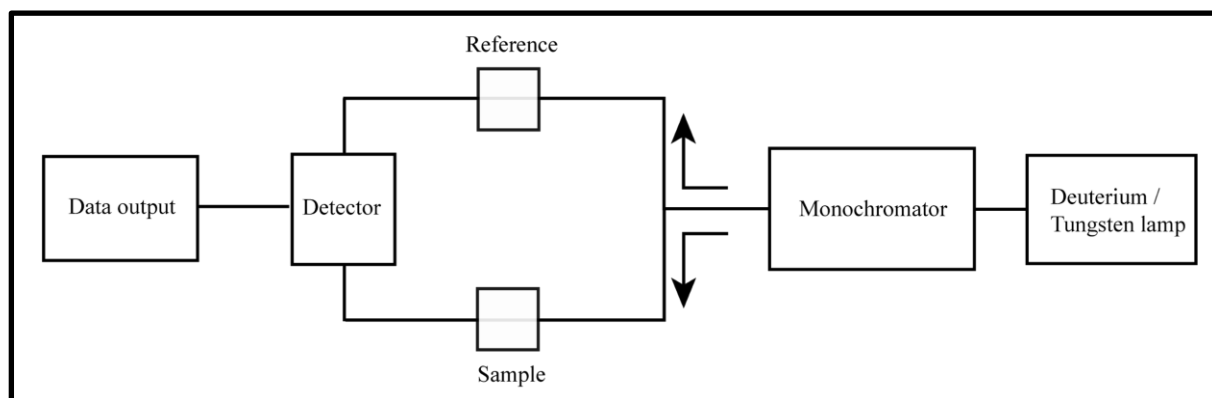 Reference
Data output
Detector
Monochromator
Deuterium /
Tungsten lamp
Sample